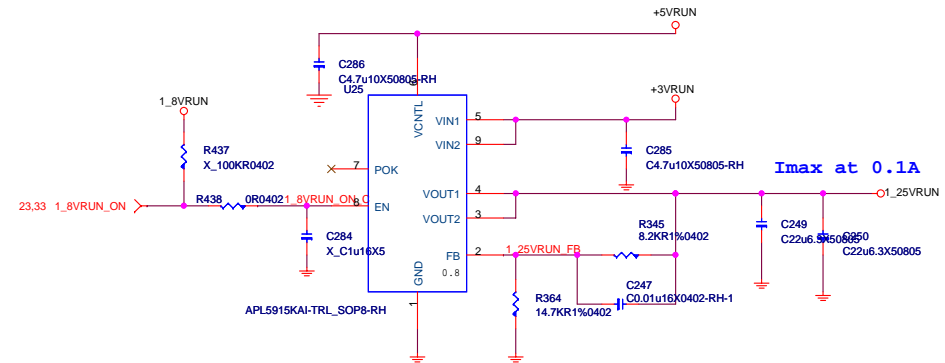 +5VRUN
C286
C4.7u10X50805-RH
U25
6
VCNTL
1_8VRUN
+3VRUN
5
VIN1
9
VIN2
R437
X_100KR0402
C285
C4.7u10X50805-RH
7
POK
Imax at 0.1A
4
VOUT1
1_25VRUN
23,33 1_8VRUN_ON
R438
0R0402
1_8VRUN_ON_C
8
EN
3
VOUT2
R345
8.2KR1%0402
C249
C22u6.3X50805
C250
C22u6.3X50805
C284
X_C1u16X5
2
FB
0.8
1_25VRUN_FB
GND
C247
C0.01u16X0402-RH-1
R364
14.7KR1%0402
1
APL5915KAI-TRL_SOP8-RH